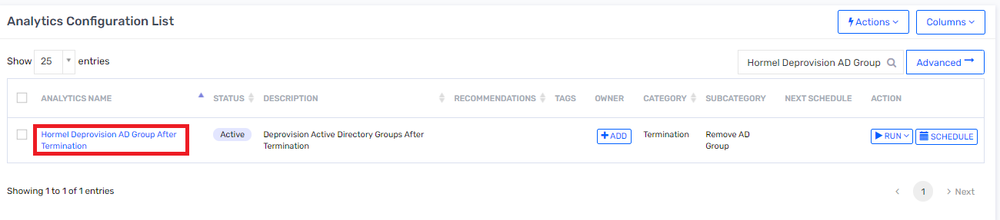 Analytics Configuration List
Actions
Columns
Show 25 entries
Hormel Deprovision AD Group
Advanced
ANALYTICS NAME STATUS DESCRIPTION RECOMMENDATIONS TAGS OWNER CATEGORY SUBCATEGORY NEXT SCHEDULE ACTION
Hormel Deprovision AD Group After
Termination
Active
Deprovision Active Directory Groups After
Termination
ADD
Termination
Remove AD
Group
RUN
SCHEDULE
Showing 1 to 1 of 1 entries
1
Next